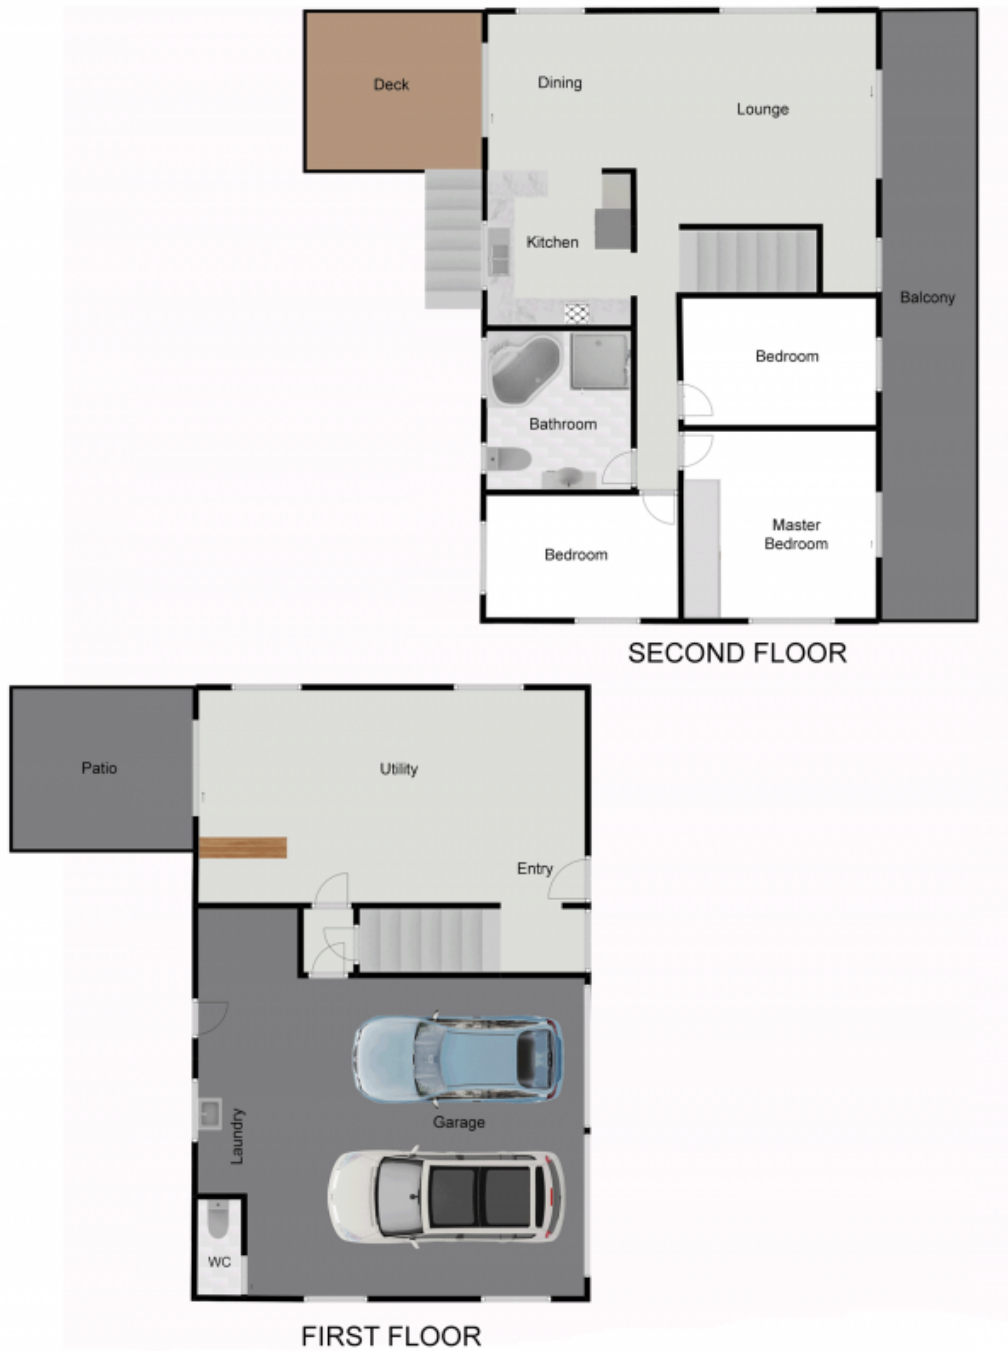 Deck
Dining
Lounge
Kitchen
Balcony
Bedroom
Bathroom
Master
Bedroom
Bedroom
SECOND FLOOR
Patio
Utility
Entry
Laundry
Garage
WC
FIRST FLOOR